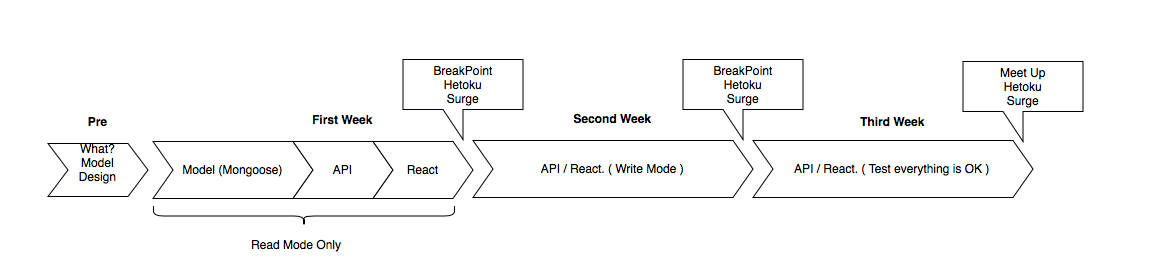 Pre
What?
Model
Design
First Week
Model (Mongoose)
API
React
Read Mode Only
BreakPoint
Hetoku
Surge
Second Week
API / React. ( Write Mode )
BreakPoint
Hetoku
Surge
Third Week
API / React. ( Test everything is OK )
Meet Up
Hetoku
Surge